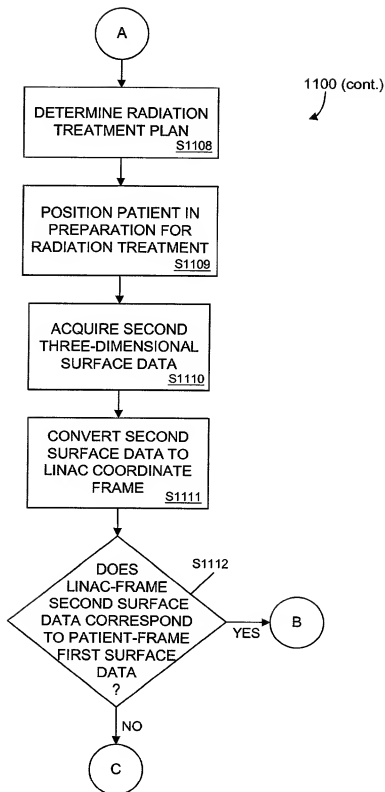 A
1100 (cont.)
DETERMINE RADIATION
TREATMENT PLAN
S1108
POSITION PATIENT IN
PREPARATION FOR
RADIATION TREATMENT
S1109
ACQUIRE SECOND
THREE-DIMENSIONAL
SURFACE DATA
S1110
CONVERT SECOND
SURFACE DATA TO
LINAC COORDINATE
FRAME
S1111
S1112
DOES
LINAC-FRAME
SECOND SURFACE
DATA CORRESPOND
TO PATIENT-FRAME
FIRST SURFACE
DATA
?
YES
B
NO
C